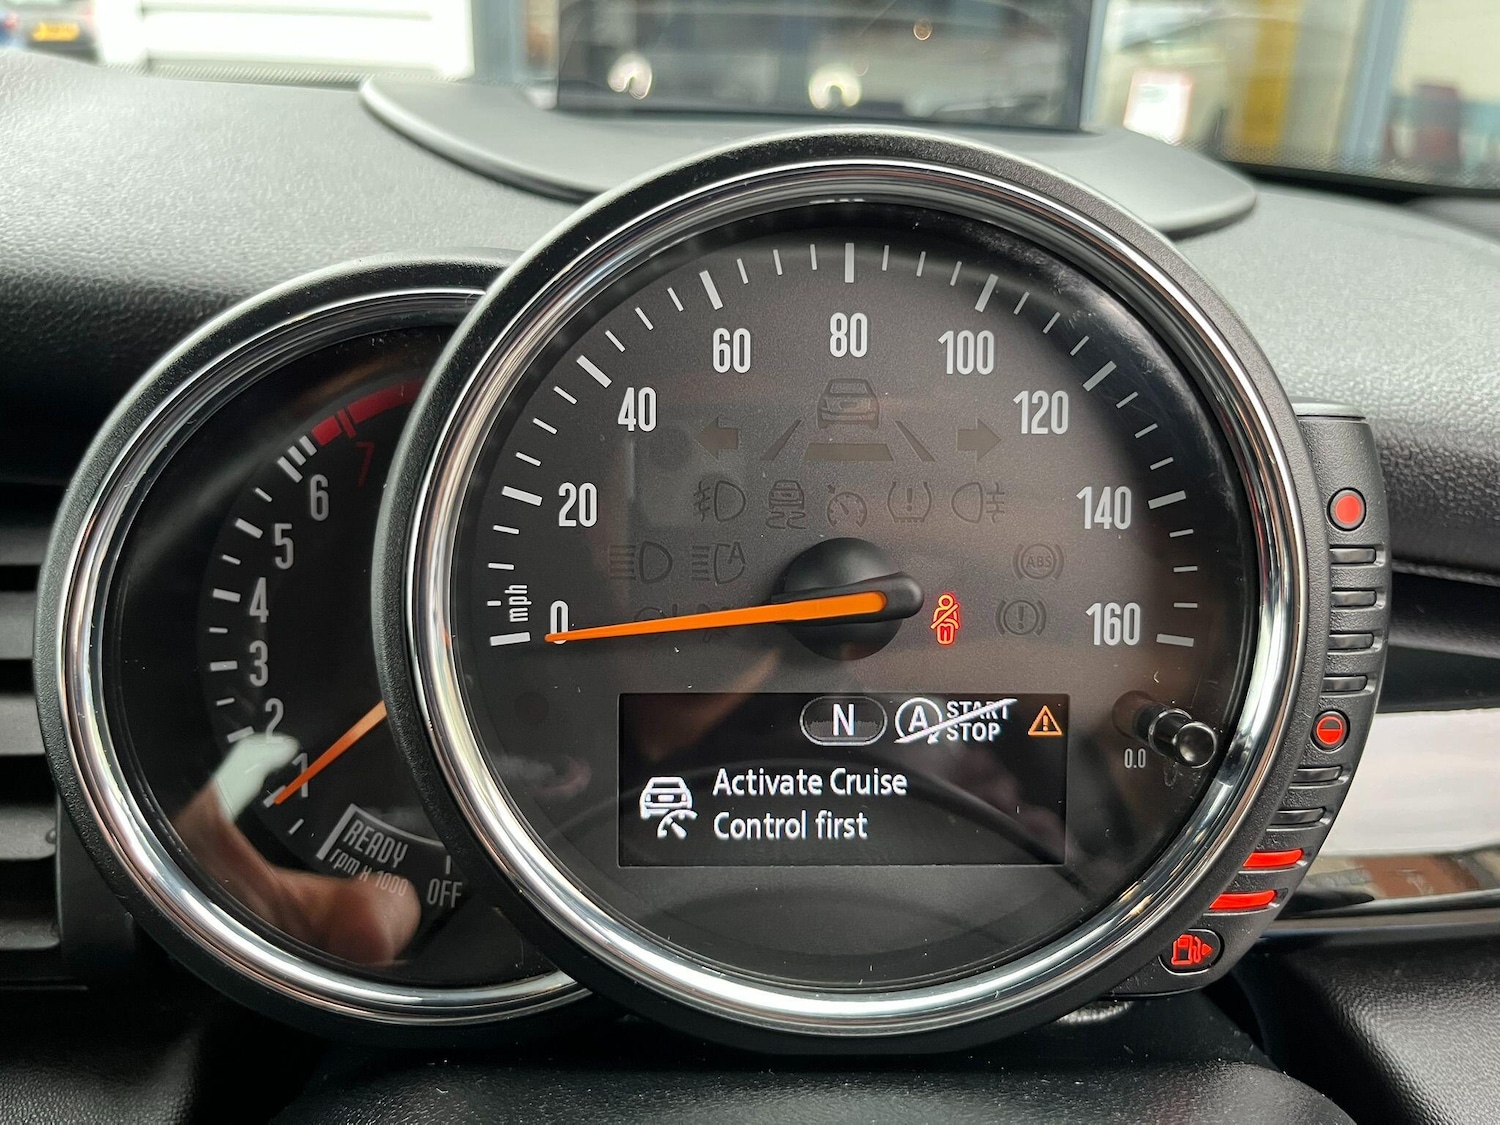 7
6
5
4
3
2
1
READY
rpm x 1000
OFF
mph
0
20
40
60
80
100
120
140
160
ABS
A
N
A
START
STOP
Activate Cruise
Control first
0.0